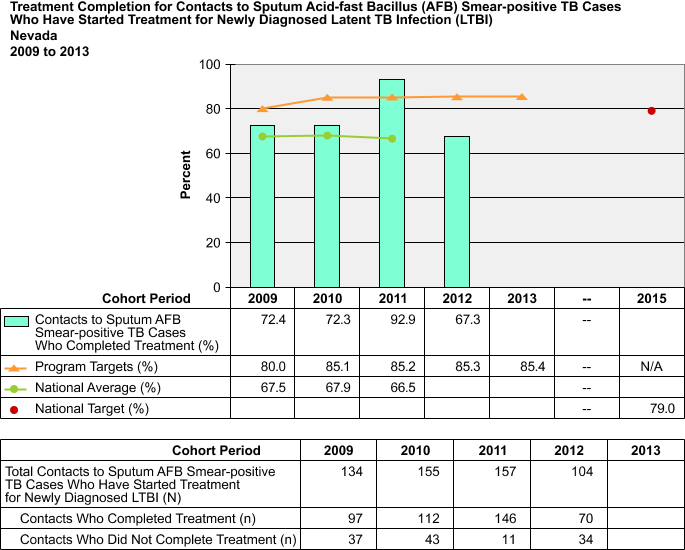 Treatment Completion for Contacts to Sputum Acid-fast Bacillus (AFB) Smear-positive TB Cases
Who Have Started Treatment for Newly Diagnosed Latent TB Infection (LTBI)
Nevada
2009 to 2013
100
80
60
40
20
0
Percent
Cohort Period 2009 2010 2011 2012 2013 -- 2015
Contacts to Sputum AFB 72.4 72.3 92.9 67.3 --
Smear-positive TB Cases
Who Completed Treatment (%)
Program Targets (%) 80.0 85.1 85.2 85.3 85.4 -- N/A
National Average (%) 67.5 67.9 66.5 --
National Target (%) -- 79.0
Cohort Period 2009 2010 2011 2012 2013
Total Contacts to Sputum AFB Smear-positive 134 155 157 104
TB Cases Who Have Started Treatment
for Newly Diagnosed LTBI (N)
Contacts Who Completed Treatment (n) 97 112 146 70
Contacts Who Did Not Complete Treatment (n) 37 43 11 34